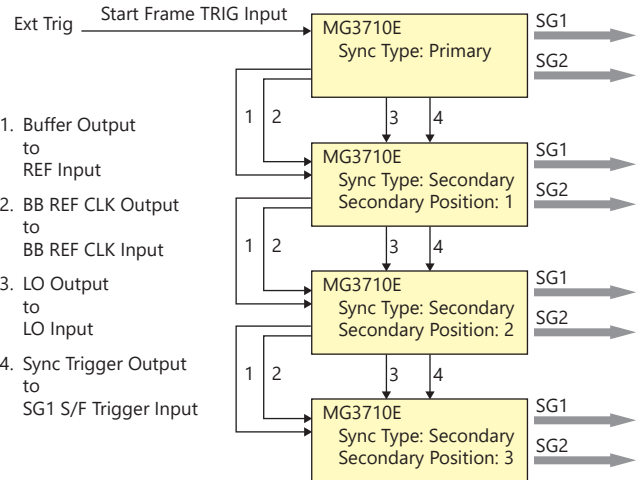 Ext Trig
Start Frame TRIG Input
MG3710E
Sync Type: Primary
SG1
SG2
1 2 3 4
1. Buffer Output
to
REF Input
MG3710E
Sync Type: Secondary
Secondary Position: 1
SG1
SG2
2. BB REF CLK Output
to
BB REF CLK Input
1 2 3 4
3. LO Output
to
LO Input
MG3710E
Sync Type: Secondary
Secondary Position: 2
SG1
SG2
4. Sync Trigger Output
to
SG1 S/F Trigger Input
1 2 3 4
MG3710E
Sync Type: Secondary
Secondary Position: 3
SG1
SG2